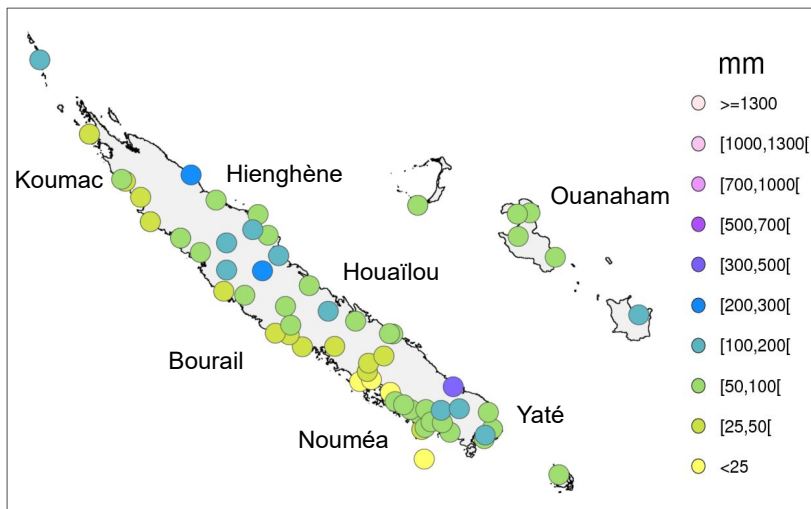 mm
>=1300
[1000,1300[
[700,1000[
[500,700[
[300,500[
[200,300[
[100,200[
[50,100[
[25,50[
<25
Koumac
Hienghène
Ouanaham
Houaïlou
Bourail
Nouméa
Yaté